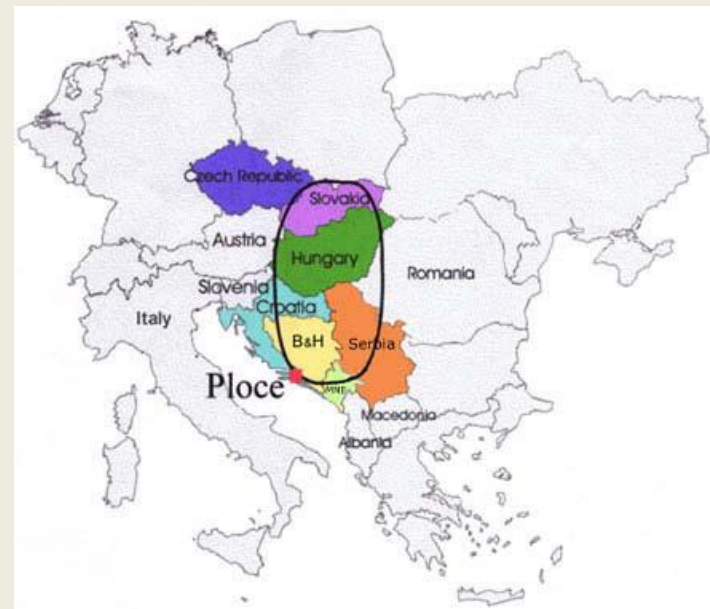 Czech Republic
Slovakia
Austria
Hungary
Romania
Slovenia
Croatia
Italy
B&H
Serbia
Ploce
MNE
Macedonia
Albania